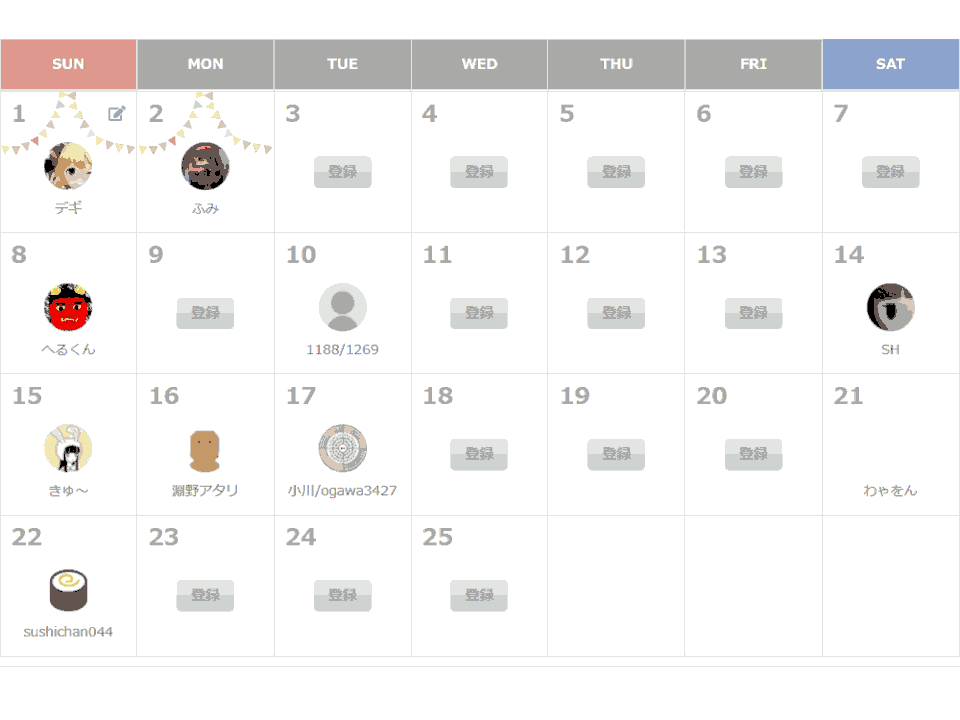 SUN MON TUE WED THU FRI SAT
1 2 3 4 5 6 7
登録 登録 登録 登録 登録
デギ ふみ
8 9 10 11 12 13 14
登録 登録 登録 登録
へるくん 1188/1269 SH
15 16 17 18 19 20 21
登録 登録 登録
きゅ～ 淵野アタリ 小川/ogawa3427 わゃをん
22 23 24 25
登録 登録 登録
sushichan044